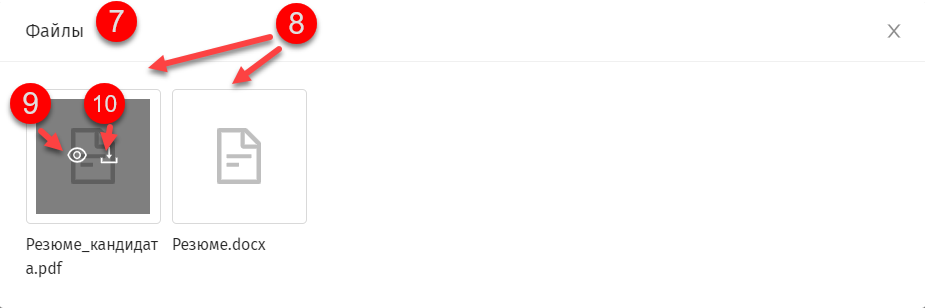 Файлы 7 8
9 10
Резюме_кандидат
а.pdf
Резюме.docx